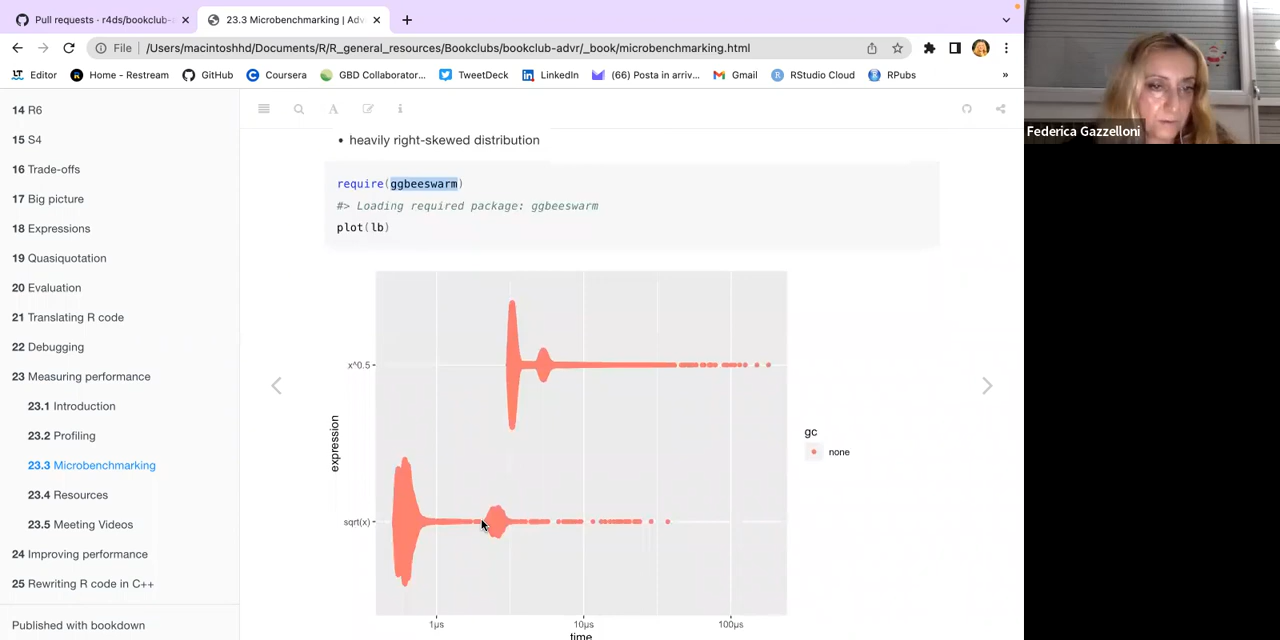 Pull requests · r4ds/bookclub-
23.3 Microbenchmarking | Adv
File
/Users/macintoshhd/Documents/R/R_general_resources/Bookclubs/bookclub-advr/_book/microbenchmarking.html
Editor
Home - Restream
GitHub
Coursera
GBD Collaborator...
TweetDeck
LinkedIn
(66) Posta in arriv...
Gmail
RStudio Cloud
RPubs
»
14 R6
15 S4
16 Trade-offs
17 Big picture
18 Expressions
19 Quasiquotation
20 Evaluation
21 Translating R code
22 Debugging
23 Measuring performance
23.1 Introduction
23.2 Profiling
23.3 Microbenchmarking
23.4 Resources
23.5 Meeting Videos
24 Improving performance
25 Rewriting R code in C++
Published with bookdown
• heavily right-skewed distribution
require(ggbeeswarm)
#> Loading required package: ggbeeswarm
plot(lb)
expression
x^0.5
sqrt(x)
1µs
10µs
100µs
time
gc
none
Federica Gazzelloni